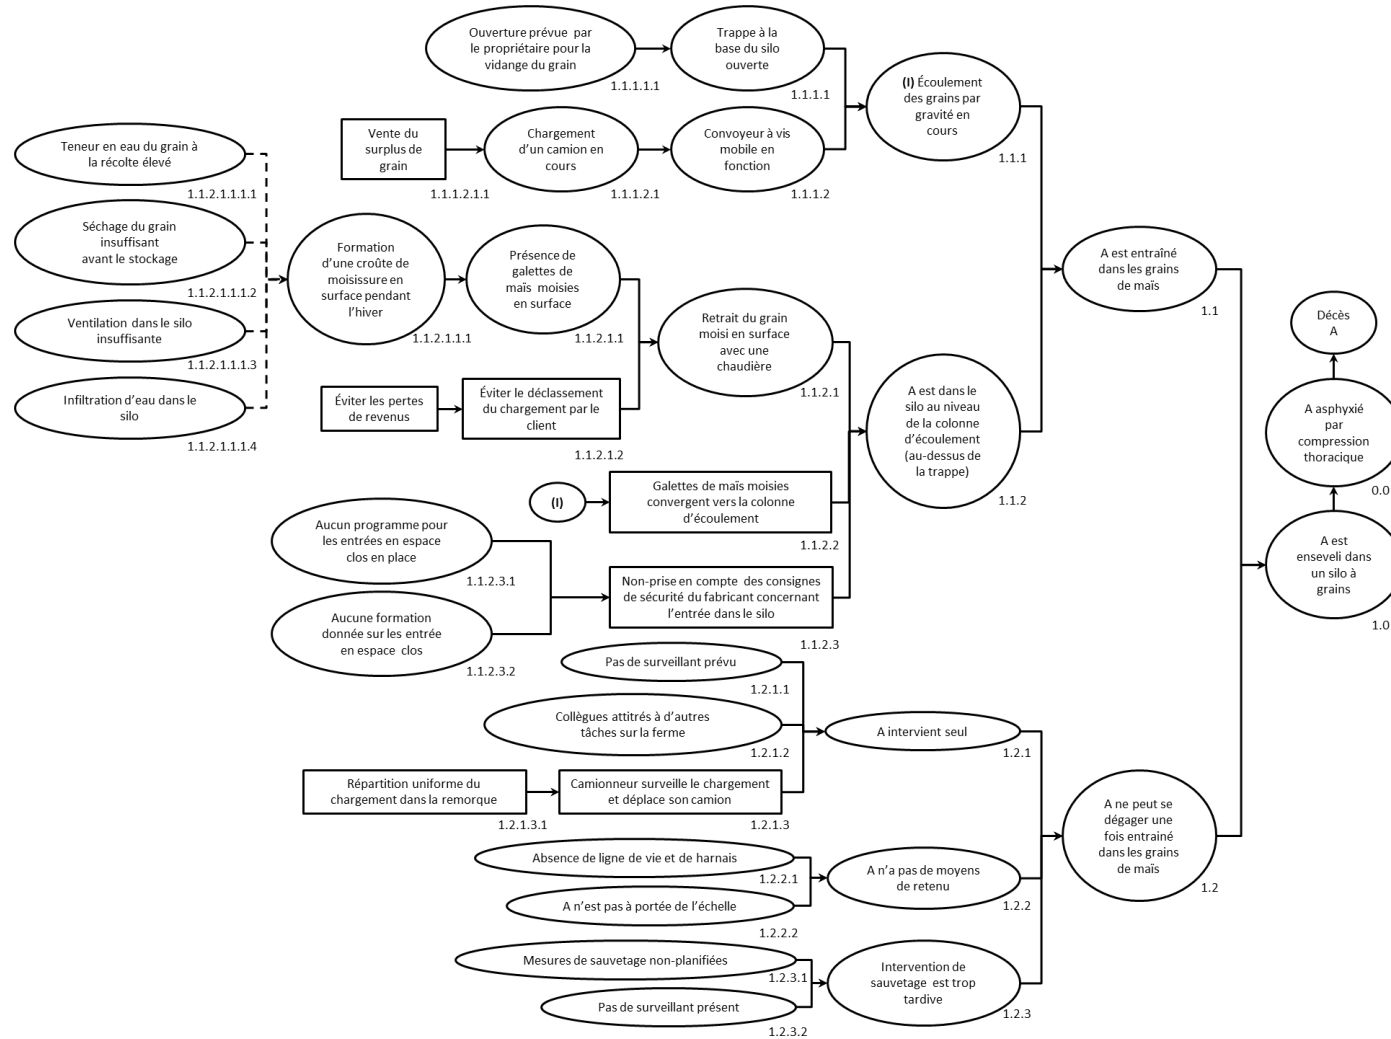 Ouverture prévue par
le propriétaire pour la
vidange du grain
1.1.1.1.1
Trappe à la
base du silo
ouverte
1.1.1.1
(I) Écoulement
des grains par
gravité en
cours
1.1.1
Vente du
surplus de
grain
1.1.1.2.1.1
Chargement
d'un camion en
cours
1.1.1.2.1
Convoyeur à vis
mobile en
fonction
1.1.1.2
Teneur en eau du grain à
la récolte élevé
1.1.2.1.1.1.1
Séchage du grain
insuffisant
avant le stockage
1.1.2.1.1.1.2
Ventilation dans le silo
insuffisante
1.1.2.1.1.1.3
Infiltration d'eau dans le
silo
1.1.2.1.1.1.4
Formation
d'une croûte de
moisissure en
surface pendant
l'hiver
1.1.2.1.1.1
Présence de
galettes de
maïs moisies
en surface
1.1.2.1.1
Éviter les pertes
de revenus
Éviter le déclassement
du chargement par le
client
1.1.2.1.2
Retrait du grain
moisi en surface
avec une
chaudière
1.1.2.1
(I)
Galettes de maïs moisies
convergent vers la colonne
d'écoulement
1.1.2.2
Aucun programme pour
les entrées en espace
clos en place
1.1.2.3.1
Aucune formation
donnée sur les entrée
en espace clos
1.1.2.3.2
Non-prise en compte des consignes
de sécurité du fabricant concernant
l'entrée dans le silo
1.1.2.3
A est dans le
silo au niveau
de la colonne
d'écoulement
(au-dessus de
la trappe)
1.1.2
A est entraîné
dans les grains
de maïs
1.1
Pas de surveillant prévu
1.2.1.1
Collègues attitrés à d'autres
tâches sur la ferme
1.2.1.2
Répartition uniforme du
chargement dans la remorque
1.2.1.3.1
Camionneur surveille le chargement
et déplace son camion
1.2.1.3
A intervient seul
1.2.1
Absence de ligne de vie et de harnais
1.2.2.1
A n'est pas à portée de l'échelle
1.2.2.2
A n'a pas de moyens
de retenu
1.2.2
Mesures de sauvetage non-planifiées
1.2.3.1
Pas de surveillant présent
1.2.3.2
Intervention de
sauvetage est trop
tardive
1.2.3
A ne peut se
dégager une
fois entrainé
dans les grains
de maïs
1.2
Décès
A
A asphyxié
par
compression
thoracique
0.0
A est
enseveli dans
un silo à
grains
1.0